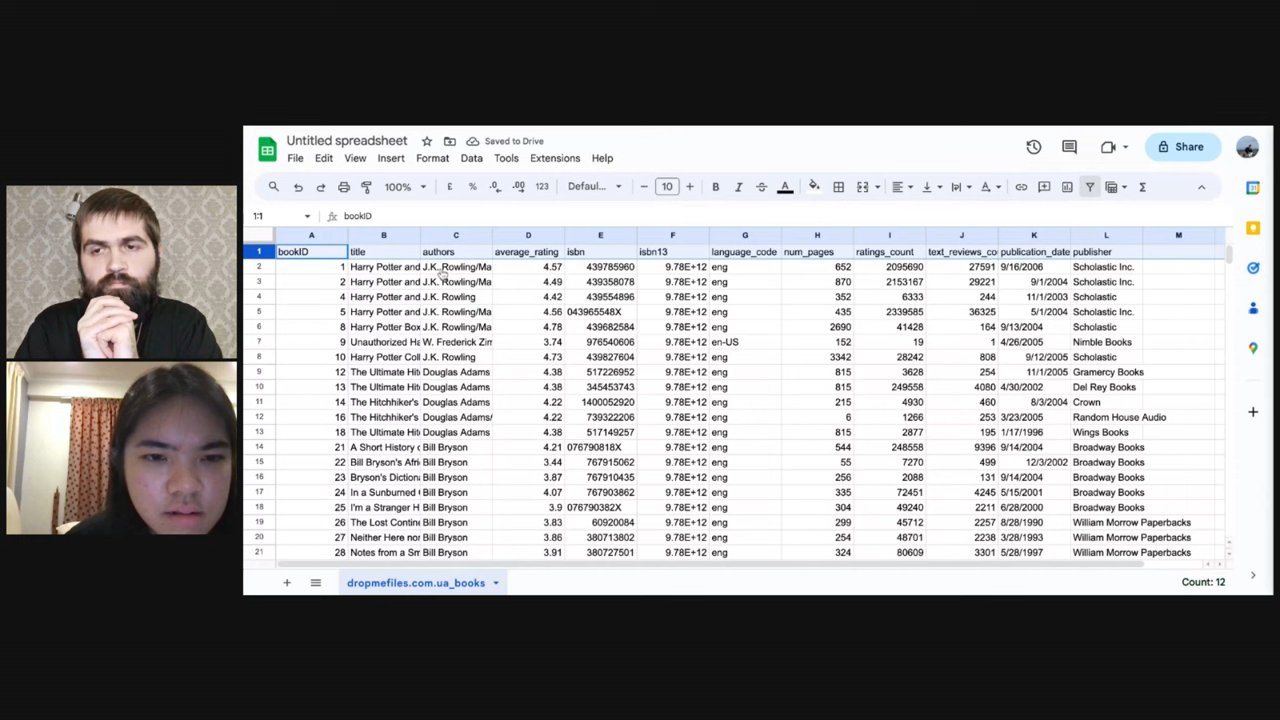 Untitled spreadsheet Saved to Drive
Share
File Edit View Insert Format Data Tools Extensions Help
100% £ % .0 .00 123 Defaul... 10 B I S A
1:1 fx bookID
A B C D E F G H I J K L M
1 bookID title authors average_rating isbn isbn13 language_code num_pages ratings_count text_reviews_co publication_date publisher
2 1 Harry Potter and J.K. Rowling/Ma 4.57 439785960 9.78E+12 eng 652 2095690 27591 9/16/2006 Scholastic Inc.
3 2 Harry Potter and J.K. Rowling/Ma 4.49 439358078 9.78E+12 eng 870 2153167 29221 9/1/2004 Scholastic Inc.
4 4 Harry Potter and J.K. Rowling 4.42 439554896 9.78E+12 eng 352 6333 244 11/1/2003 Scholastic
5 5 Harry Potter and J.K. Rowling/Ma 4.56 043965548X 9.78E+12 eng 435 2339585 36325 5/1/2004 Scholastic Inc.
6 8 Harry Potter Box J.K. Rowling/Ma 4.78 439682584 9.78E+12 eng 2690 41428 164 9/13/2004 Scholastic
7 9 Unauthorized Ha W. Frederick Zim 3.74 976540606 9.78E+12 en-US 152 19 1 4/26/2005 Nimble Books
8 10 Harry Potter Coll J.K. Rowling 4.73 439827604 9.78E+12 eng 3342 28242 808 9/12/2005 Scholastic
9 12 The Ultimate Hit Douglas Adams 4.38 517226952 9.78E+12 eng 815 3628 254 11/1/2005 Gramercy Books
10 13 The Ultimate Hit Douglas Adams 4.38 345453743 9.78E+12 eng 815 249558 4080 4/30/2002 Del Rey Books
11 14 The Hitchhiker's Douglas Adams 4.22 1400052920 9.78E+12 eng 215 4930 460 8/3/2004 Crown
12 16 The Hitchhiker's Douglas Adams/ 4.22 739322206 9.78E+12 eng 6 1266 253 3/23/2005 Random House Audio
13 18 The Ultimate Hit Douglas Adams 4.38 517149257 9.78E+12 eng 815 2877 195 1/17/1996 Wings Books
14 21 A Short History o Bill Bryson 4.21 076790818X 9.78E+12 eng 544 248558 9396 9/14/2004 Broadway Books
15 22 Bill Bryson's Afri Bill Bryson 3.44 767915062 9.78E+12 eng 55 7270 499 12/3/2002 Broadway Books
16 23 Bryson's Diction Bill Bryson 3.87 767910435 9.78E+12 eng 256 2088 131 9/14/2004 Broadway Books
17 24 In a Sunburned Bill Bryson 4.07 767903862 9.78E+12 eng 335 72451 4245 5/15/2001 Broadway Books
18 25 I'm a Stranger H Bill Bryson 3.9 076790382X 9.78E+12 eng 304 49240 2211 6/28/2000 Broadway Books
19 26 The Lost Contin Bill Bryson 3.83 60920084 9.78E+12 eng 299 45712 2257 8/28/1990 William Morrow Paperbacks
20 27 Neither Here nor Bill Bryson 3.86 380713802 9.78E+12 eng 254 48701 2238 3/28/1993 William Morrow Paperbacks
21 28 Notes from a Sm Bill Bryson 3.91 380727501 9.78E+12 eng 324 80609 3301 5/28/1997 William Morrow Paperbacks
dropmefiles.com.ua_books Count: 12